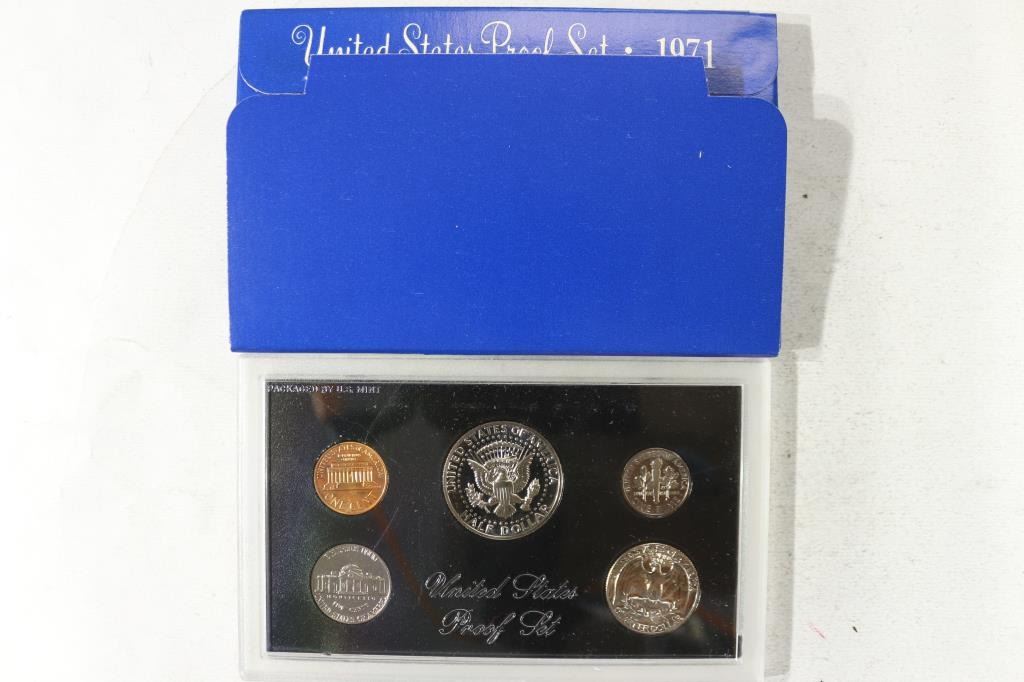 United States Proof Set • 1971
PACKAGED BY U.S. MINT
UNITED STATES OF AMERICA
HALF DOLLAR
ONE CENT
United States
Proof Set